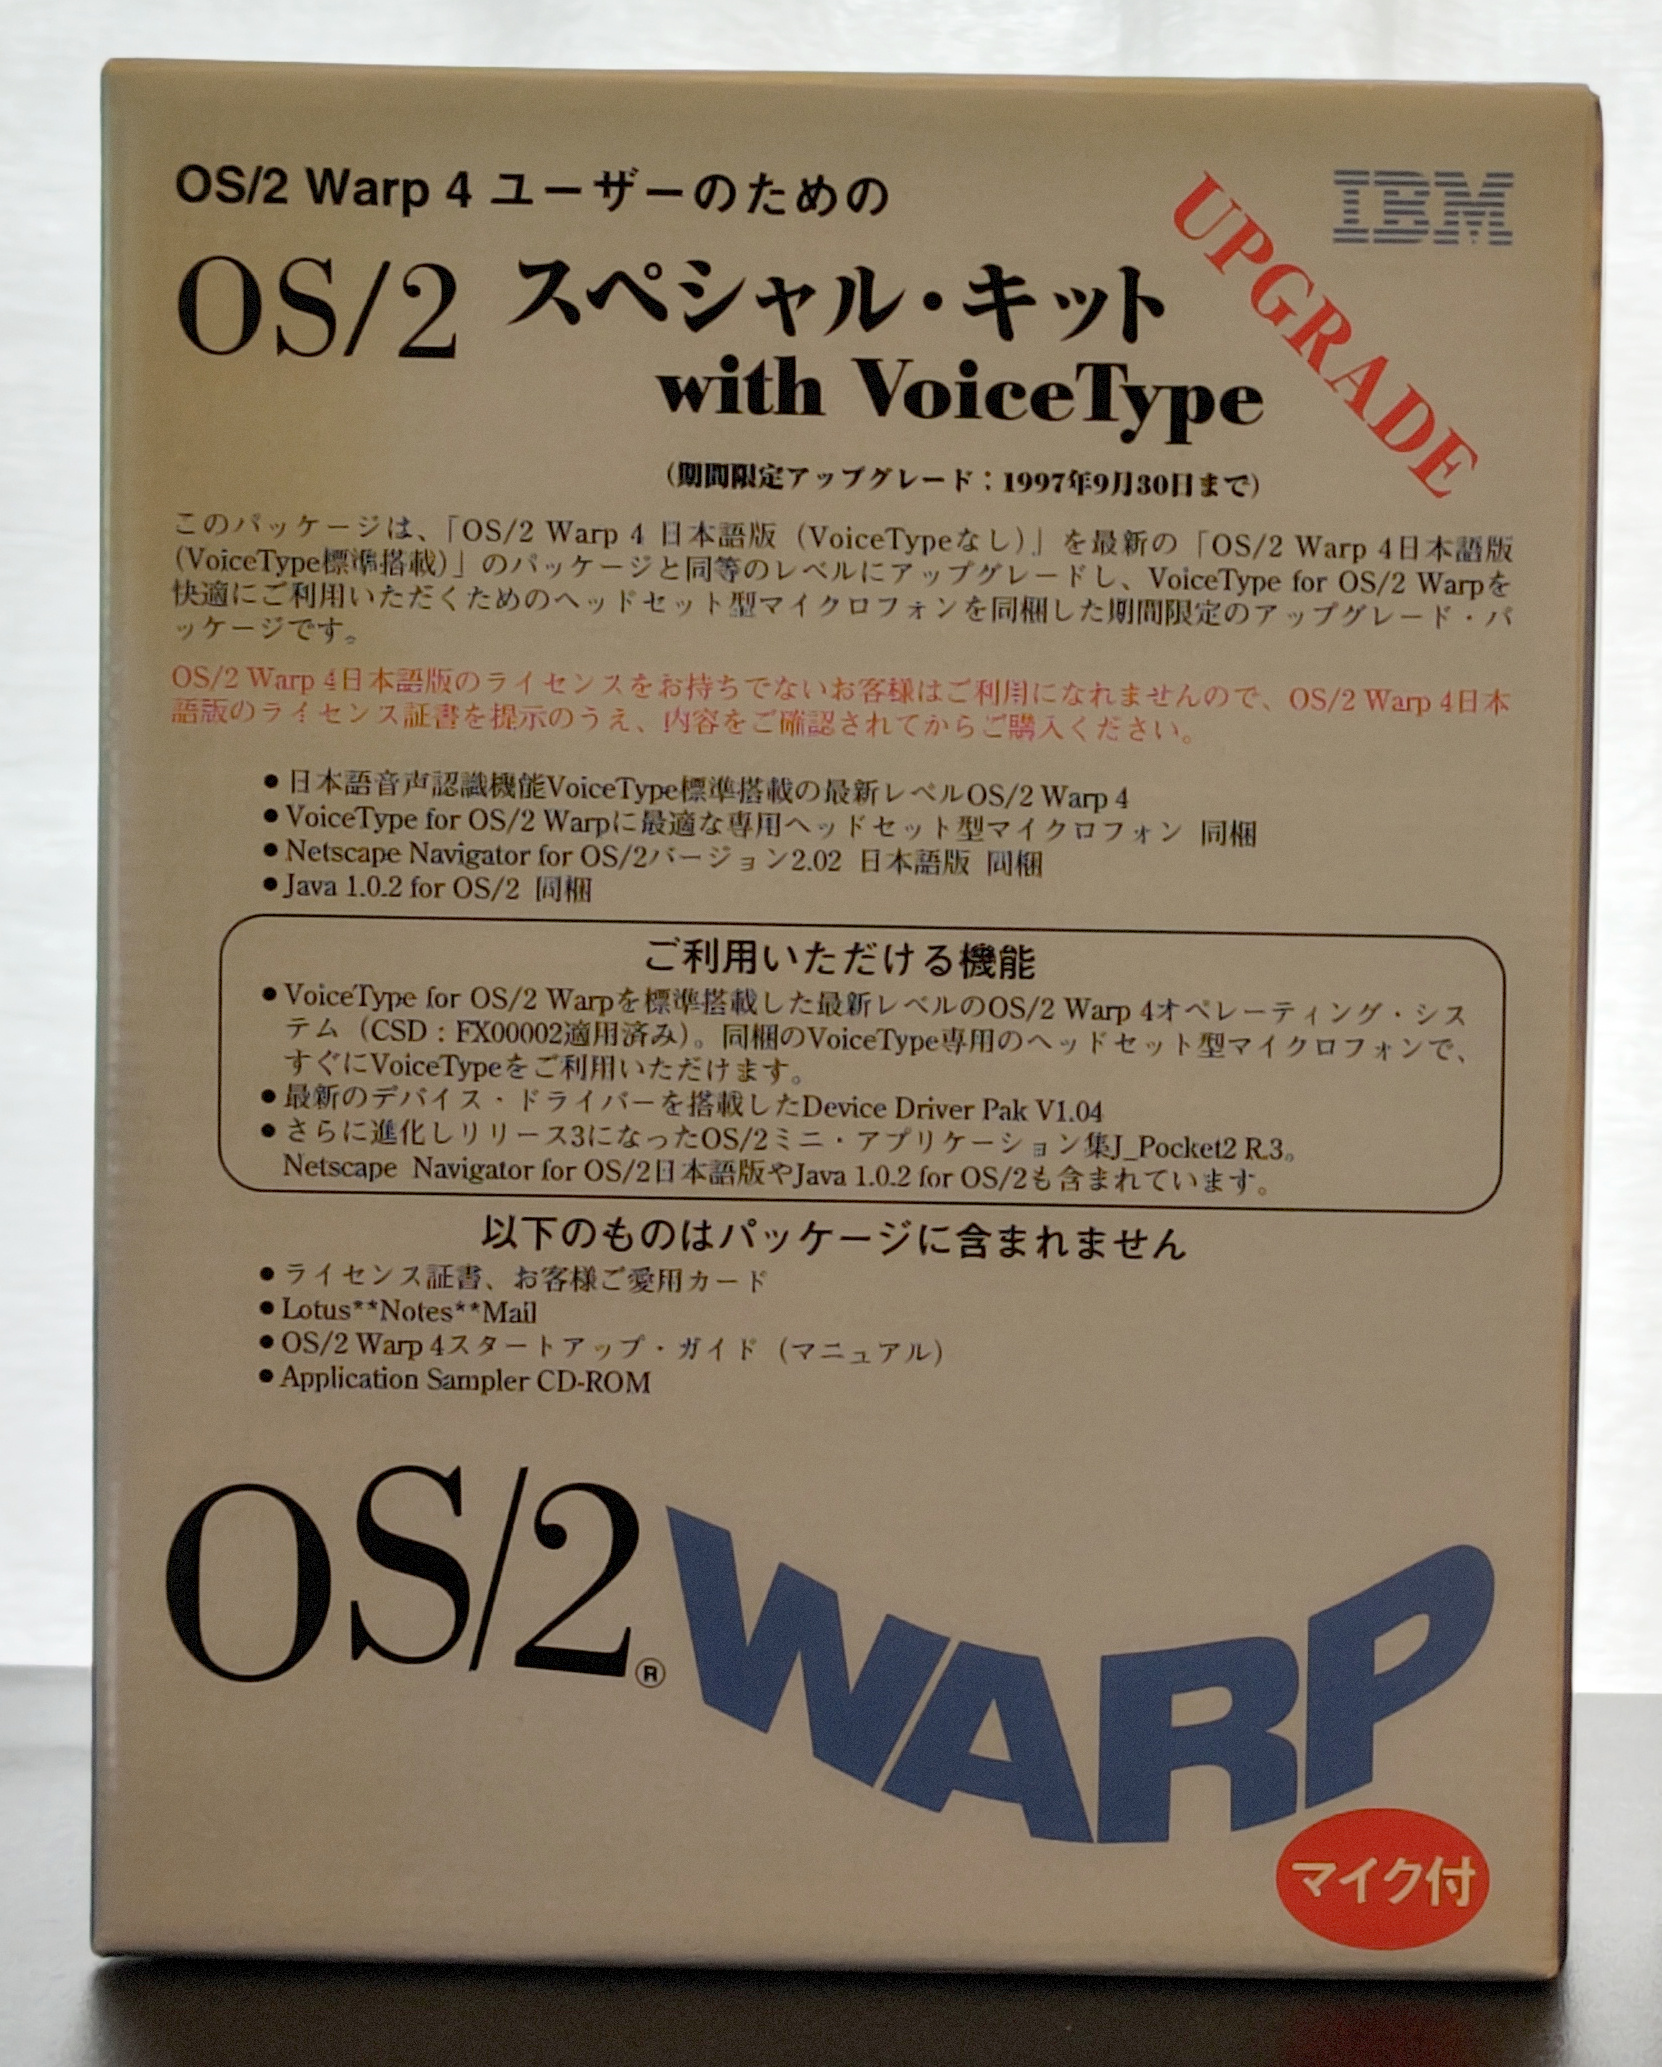 OS/2 Warp 4 ユーザーのための
IBM
UPGRADE
OS/2 スペシャル・キット
with VoiceType
(期間限定アップグレード：1997年9月30日まで)
このパッケージは、「OS/2 Warp 4 日本語版（VoiceTypeなし）」を最新の「OS/2 Warp 4日本語版
(VoiceType標準搭載)」のパッケージと同等のレベルにアップグレードし、VoiceType for OS/2 Warpを
快適にご利用いただくためのヘッドセット型マイクロフォンを同梱した期間限定のアップグレード・パ
ッケージです。
OS/2 Warp 4日本語版のライセンスをお持ちでないお客様はご利用になれませんので、OS/2 Warp 4日本
語版のライセンス証書を提示のうえ、内容をご確認されてからご購入ください。
●日本語音声認識機能VoiceType標準搭載の最新レベルOS/2 Warp 4
●VoiceType for OS/2 Warpに最適な専用ヘッドセット型マイクロフォン 同梱
●Netscape Navigator for OS/2バージョン2.02 日本語版 同梱
●Java 1.0.2 for OS/2 同梱
ご利用いただける機能
●VoiceType for OS/2 Warpを標準搭載した最新レベルのOS/2 Warp 4オペレーティング・シス
テム（CSD：FX00002適用済み）。同梱のVoiceType専用のヘッドセット型マイクロフォンで、
すぐにVoiceTypeをご利用いただけます。
●最新のデバイス・ドライバーを搭載したDevice Driver Pak V1.04
●さらに進化しリリース3になったOS/2ミニ・アプリケーション集J_Pocket2 R.3。
Netscape Navigator for OS/2日本語版やJava 1.0.2 for OS/2も含まれています。
以下のものはパッケージに含まれません
●ライセンス証書、お客様ご愛用カード
●Lotus**Notes**Mail
●OS/2 Warp 4スタートアップ・ガイド（マニュアル）
●Application Sampler CD-ROM
OS/2® WARP
マイク付